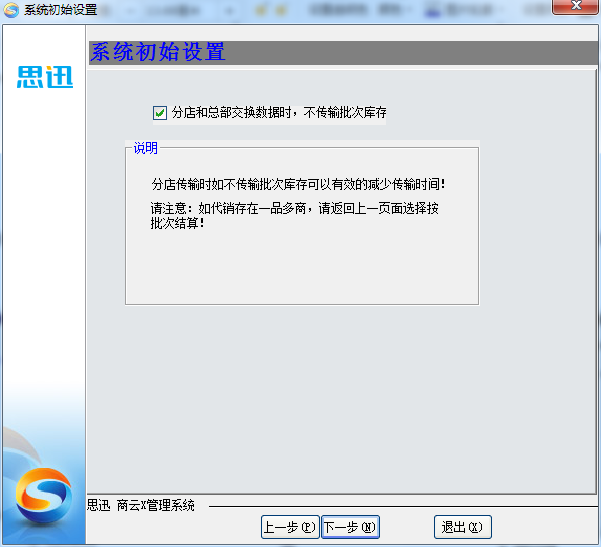 系统初始设置
系统初始设置
思迅
分店和总部交换数据时，不传输批次库存
说明
分店传输时如不传输批次库存可以有效的减少传输时间！
请注意：如代销存在一品多商，请返回上一页面选择按
批次结算！
思迅 商云X管理系统
上一步(P) 下一步(N) 退出(X)